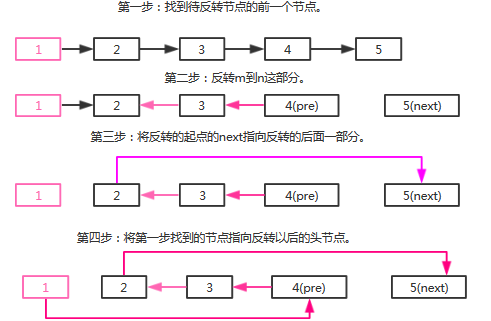 第一步：找到待反转节点的前一个节点。
1 2 3 4 5
第二步：反转m到n这部分。
1 2 3 4(pre) 5(next)
第三步：将反转的起点的next指向反转的后面一部分。
1 2 3 4(pre) 5(next)
第四步：将第一步找到的节点指向反转以后的头节点。
1 2 3 4(pre) 5(next)